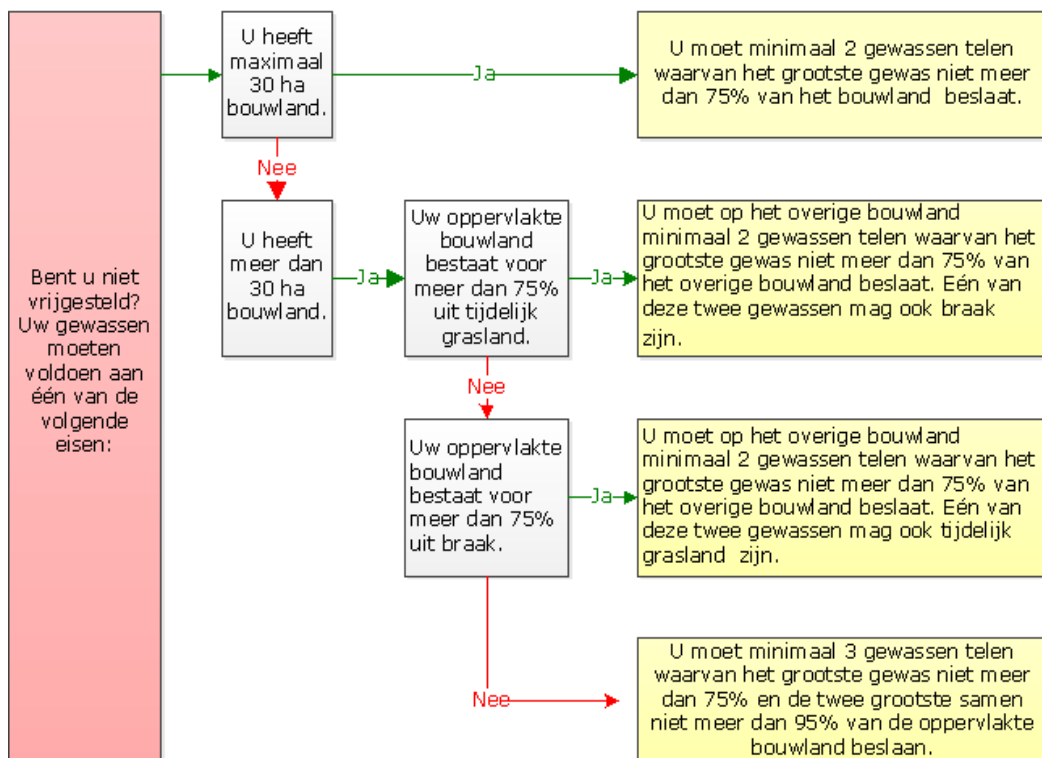 Bent u niet
vrijgesteld?
Uw gewassen
moeten
voldoen aan
één van de
volgende
eisen:
U heeft
maximaal
30 ha
bouwland.
Ja
U moet minimaal 2 gewassen telen
waarvan het grootste gewas niet meer
dan 75% van het bouwland beslaat.
Nee
U heeft
meer dan
30 ha
bouwland.
Ja
Uw oppervlakte
bouwland
bestaat voor
meer dan 75%
uit tijdelijk
grasland.
Ja
U moet op het overige bouwland
minimaal 2 gewassen telen waarvan het
grootste gewas niet meer dan 75% van
het overige bouwland beslaat. Eén van
deze twee gewassen mag ook braak
zijn.
Nee
Uw oppervlakte
bouwland
bestaat voor
meer dan 75%
uit braak.
Ja
U moet op het overige bouwland
minimaal 2 gewassen telen waarvan het
grootste gewas niet meer dan 75% van
het overige bouwland beslaat. Eén van
deze twee gewassen mag ook tijdelijk
grasland zijn.
Nee
U moet minimaal 3 gewassen telen
waarvan het grootste gewas niet meer
dan 75% en de twee grootste samen
niet meer dan 95% van de oppervlakte
bouwland beslaan.